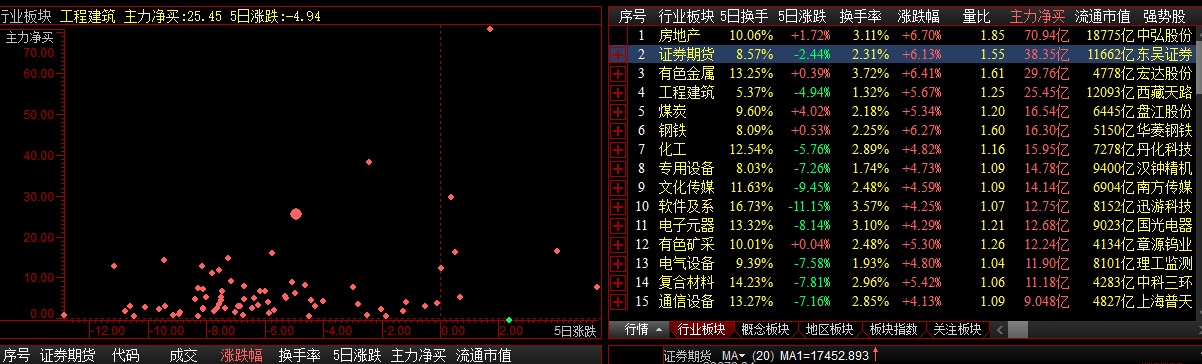 行业板块 工程建筑 主力净买:25.45 5日涨跌:-4.94
主力净买
70.00
60.00
50.00
40.00
30.00
20.00
10.00
0.00
-12.00 -10.00 -8.00 -6.00 -4.00 -2.00 0.00 2.00 5日涨跌
序号 证券期货 代码 成交 涨跌幅 换手率 5日涨跌 主力净买 流通市值
序号 行业板块 5日换手 5日涨跌 换手率 涨跌幅 量比 主力净买 流通市值 强势股
1 房地产 10.06% +1.72% 3.11% +6.70% 1.85 70.94亿 18775亿 中弘股份
2 证券期货 8.57% -2.44% 2.31% +6.13% 1.55 38.35亿 11662亿 东吴证券
3 有色金属 13.25% +0.39% 3.72% +6.41% 1.61 29.76亿 4778亿 宏达股份
4 工程建筑 5.37% -4.94% 1.32% +5.67% 1.25 25.45亿 12093亿 西藏天路
5 煤炭 9.60% +4.02% 2.18% +5.34% 1.20 16.54亿 6445亿 盘江股份
6 钢铁 8.09% +0.53% 2.25% +6.27% 1.60 16.30亿 5150亿 华菱钢铁
7 化工 12.54% -5.76% 2.89% +4.82% 1.16 15.95亿 7278亿 丹化科技
8 专用设备 8.03% -7.26% 1.74% +4.73% 1.09 14.78亿 9400亿 汉钟精机
9 文化传媒 11.63% -9.45% 2.48% +4.59% 1.09 14.14亿 6904亿 南方传媒
10 软件及系 16.73% -11.15% 3.57% +4.25% 1.07 12.75亿 8152亿 迅游科技
11 电子元器 13.32% -8.14% 3.10% +4.29% 1.21 12.68亿 9023亿 国光电器
12 有色矿采 10.01% +0.04% 2.48% +5.30% 1.26 12.24亿 4134亿 章源钨业
13 电气设备 9.39% -7.58% 1.93% +4.80% 1.04 11.90亿 8101亿 理工监测
14 复合材料 14.23% -7.81% 2.96% +5.42% 1.06 11.18亿 4283亿 中科三环
15 通信设备 13.27% -7.16% 2.85% +4.13% 1.09 9.048亿 4827亿 上海普天
行情 行业板块 概念板块 地区板块 板块指数 关注板块
证券期货 MA (20) MA1=17452.893↑